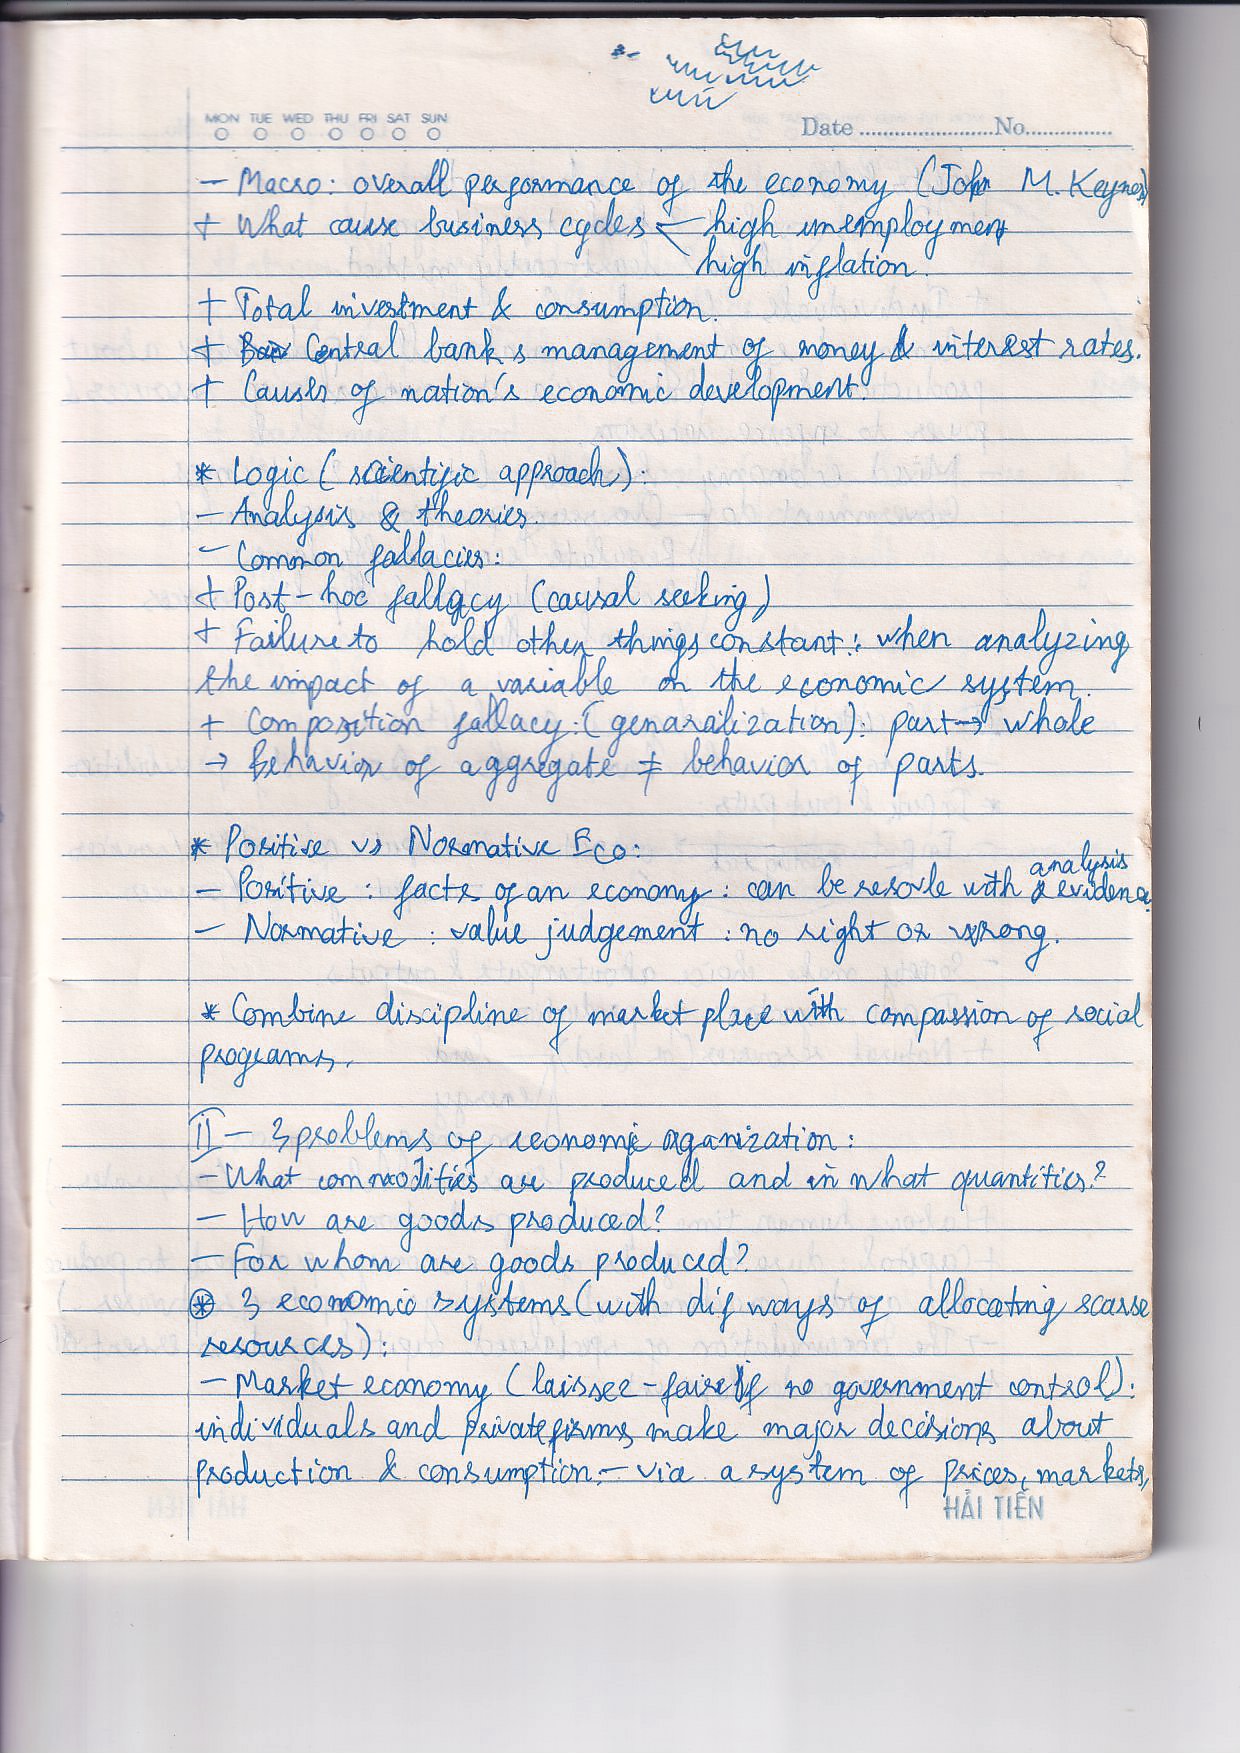 MON TUE WED THU FRI SAT SUN
Date ........................No...............
- Macro: overall performance of the economy (John M. Keynes)
+ What cause business cycles high unemployment
high inflation.
+ Total investment & consumption.
+ Central bank s management of money & interest rates.
+ Causes of nation's economic development.
* Logic (scientific approach):
- Analysis & theories.
- Common fallacies:
+ Post-hoc fallacy (causal seeking)
+ Failure to hold other things constant: when analyzing
the impact of a variable on the economic system.
+ Composition fallacy: (genaralization): part → whole
→ Behavior of aggregate ≠ behavior of parts.
* Positive vs Normative Eco:
analysis
- Positive: facts of an economy: can be resovle with & evidence.
- Normative: value judgement: no right or wrong.
* Combine discipline of market place with compassion of social
programs.
II - 3 problems of economic organization:
- What commodities are produced and in what quantities?
- How are goods produced?
- For whom are goods produced?
* 3 economic systems (with dif ways of allocating scarse
resources):
- Market economy (laissez-faire if no government control):
individuals and private firms make major decisions about
production & consumption: - via a system of prices, markets,
HẢI TIẾN